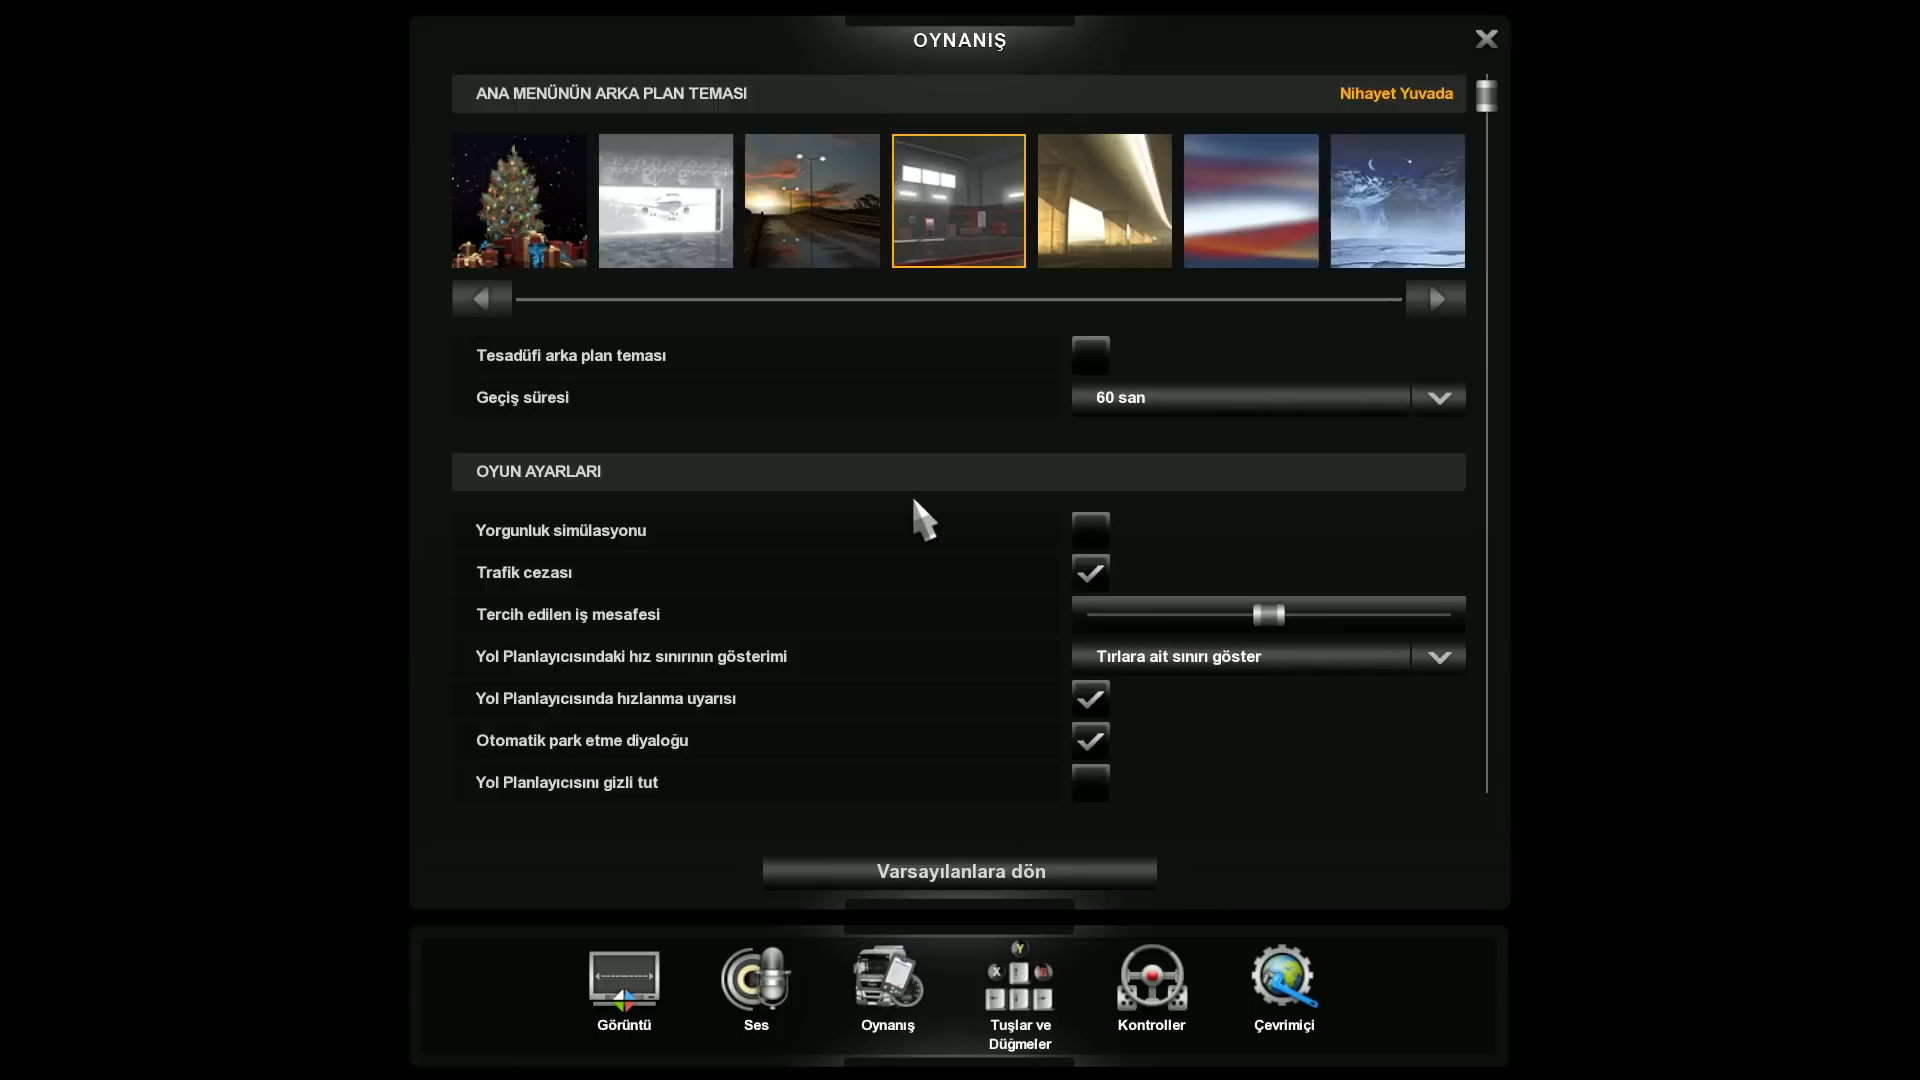 OYNANIŞ
ANA MENÜNÜN ARKA PLAN TEMASI
Nihayet Yuvada
Tesadüfi arka plan teması
Geçiş süresi
60 san
OYUN AYARLARI
Yorgunluk simülasyonu
Trafik cezası
Tercih edilen iş mesafesi
Yol Planlayıcısındaki hız sınırının gösterimi
Tırlara ait sınırı göster
Yol Planlayıcısında hızlanma uyarısı
Otomatik park etme diyaloğu
Yol Planlayıcısını gizli tut
Varsayılanlara dön
Y
X
Görüntü
Ses
Oynanış
Tuşlar ve
Düğmeler
Kontroller
Çevrimiçi